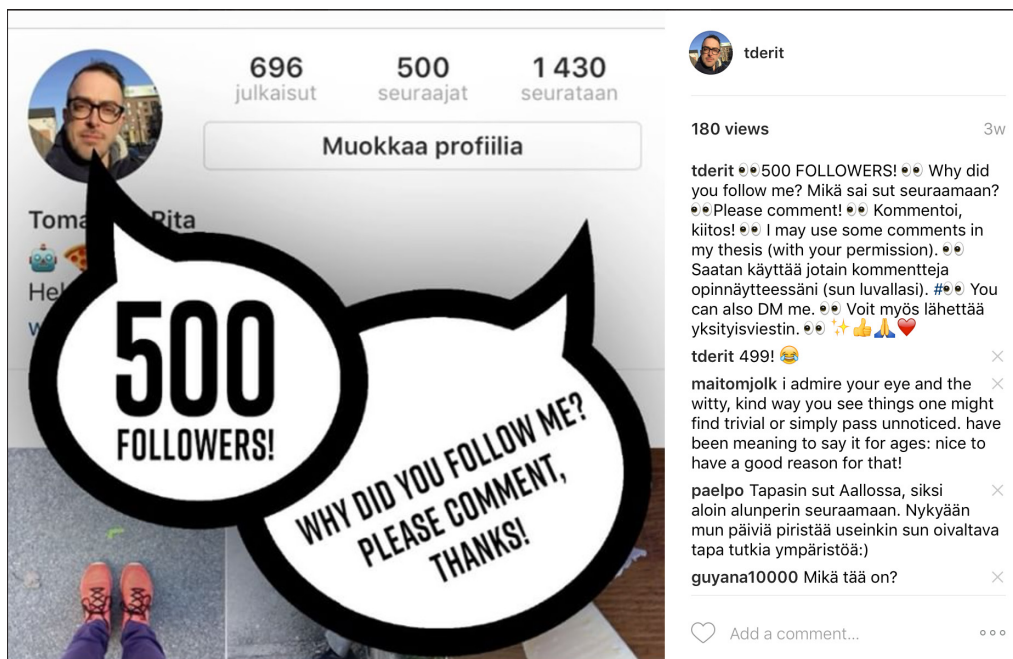 696 500 1 430
julkaisut seuraajat seurataan
Muokkaa profiilia
500
FOLLOWERS!
WHY DID YOU FOLLOW ME?
PLEASE COMMENT,
THANKS!
tderit
180 views 3w
tderit 👀500 FOLLOWERS! 👀 Why did
you follow me? Mikä sai sut seuraamaan?
👀Please comment! 👀 Kommentoi,
kiitos! 👀 I may use some comments in
my thesis (with your permission). 👀
Saatan käyttää jotain kommentteja
opinnäytteessäni (sun luvallasi). #👀 You
can also DM me. 👀 Voit myös lähettää
yksityisviestin. 👀 ✨👍🙏❤️
tderit 499! 😂
maitomjolk i admire your eye and the
witty, kind way you see things one might
find trivial or simply pass unnoticed. have
been meaning to say it for ages: nice to
have a good reason for that!
paelpo Tapasin sut Aallossa, siksi
aloin alunperin seuraamaan. Nykyään
mun päiviä piristää useinkin sun oivaltava
tapa tutkia ympäristöä:)
guyana10000 Mikä tää on?
Add a comment...